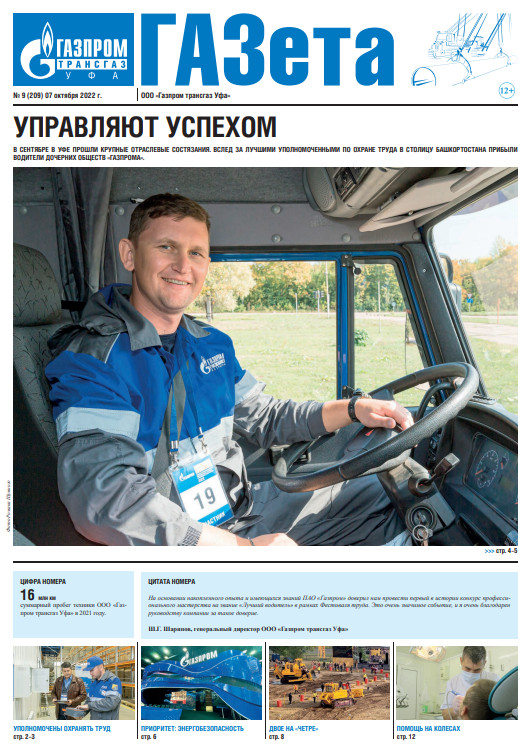 ГАЗПРОМ
ТРАНСГАЗ
УФА
ГАЗета
№ 9 (209) 07 октября 2022 г.
ООО «Газпром трансгаз Уфа»
12+
УПРАВЛЯЮТ УСПЕХОМ
В СЕНТЯБРЕ В УФЕ ПРОШЛИ КРУПНЫЕ ОТРАСЛЕВЫЕ СОСТЯЗАНИЯ. ВСЛЕД ЗА ЛУЧШИМИ УПОЛНОМОЧЕННЫМИ ПО ОХРАНЕ ТРУДА В СТОЛИЦУ БАШКОРТОСТАНА ПРИБЫЛИ
ВОДИТЕЛИ ДОЧЕРНИХ ОБЩЕСТВ «ГАЗПРОМА».
ГАЗПРОМ
ТРАНСГАЗ
19
УЧАСТНИК
>>> стр. 4-5
ЦИФРА НОМЕРА
16 МЛН КМ
суммарный пробег техники ООО «Газ-
пром трансгаз Уфа» в 2021 году.
ЦИТАТА НОМЕРА
На основании накопленного опыта и имеющихся знаний ПАО «Газпром» доверил нам провести первый в истории конкурс професси-
онального мастерства на звание «Лучший водитель» в рамках Фестиваля труда. Это очень значимое событие, и я очень благодарен
руководству компании за такое доверие.
Ш.Г. Шарипов, генеральный директор ООО «Газпром трансгаз Уфа»
ГАЗПРОМ
УПОЛНОМОЧЕНЫ ОХРАНЯТЬ ТРУД
стр. 2–3
ПРИОРИТЕТ: ЭНЕРГОБЕЗОПАСНОСТЬ
стр. 6
ДВОЕ НА «ЧЕТРЕ»
стр. 8
ПОМОЩЬ НА КОЛЕСАХ
стр. 12